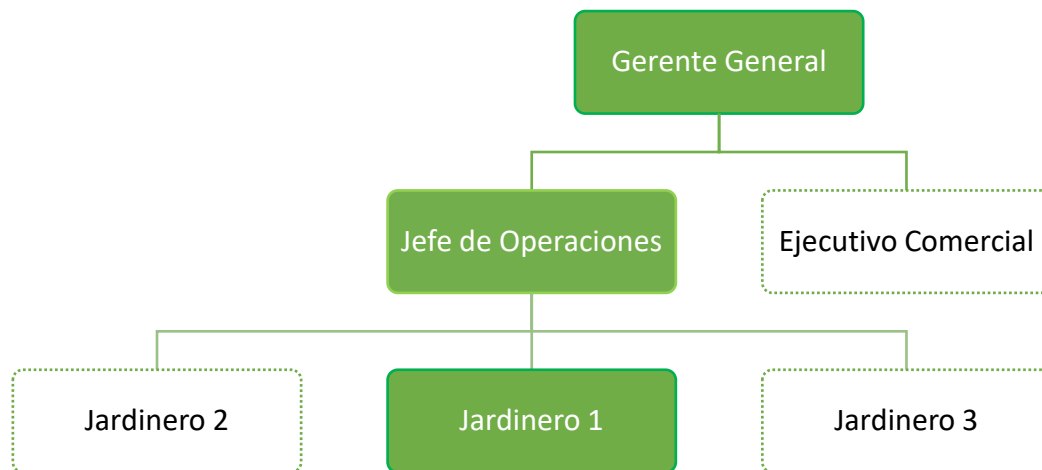 Gerente General
Jefe de Operaciones
Ejecutivo Comercial
Jardinero 2
Jardinero 1
Jardinero 3